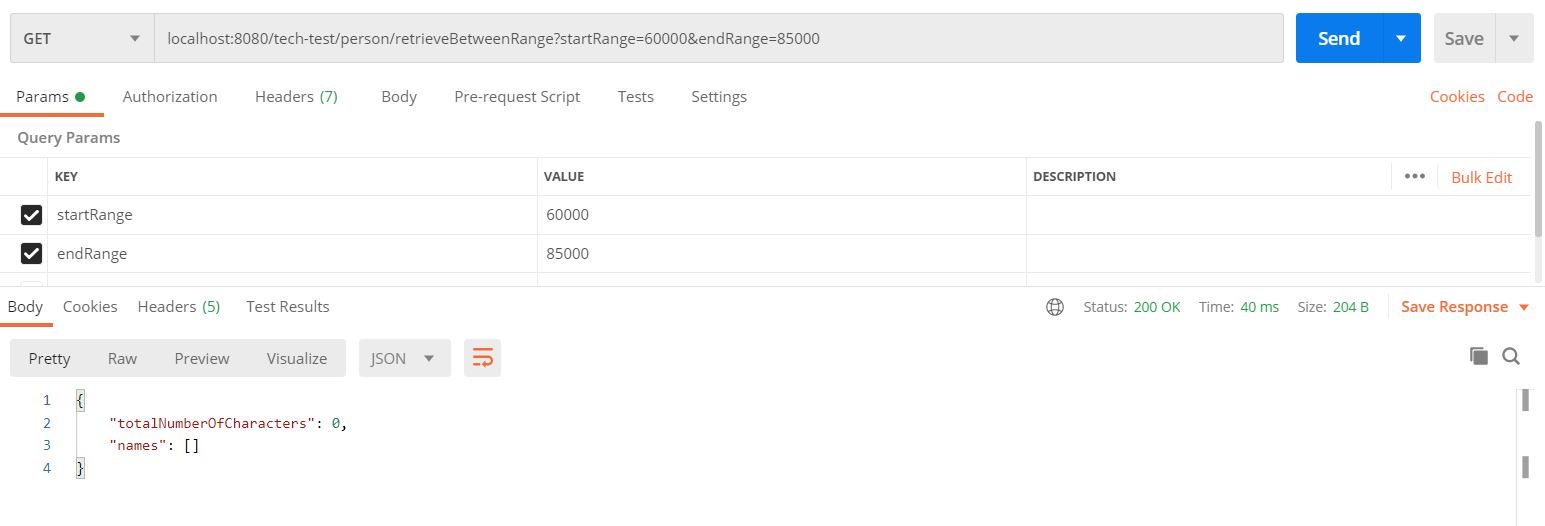 GET localhost:8080/tech-test/person/retrieveBetweenRange?startRange=60000&endRange=85000 Send Save
Params Authorization Headers (7) Body Pre-request Script Tests Settings Cookies Code
Query Params
KEY VALUE DESCRIPTION ••• Bulk Edit
startRange 60000
endRange 85000
Body Cookies Headers (5) Test Results Status: 200 OK Time: 40 ms Size: 204 B Save Response
Pretty Raw Preview Visualize JSON
1 {
2 "totalNumberOfCharacters": 0,
3 "names": []
4 }